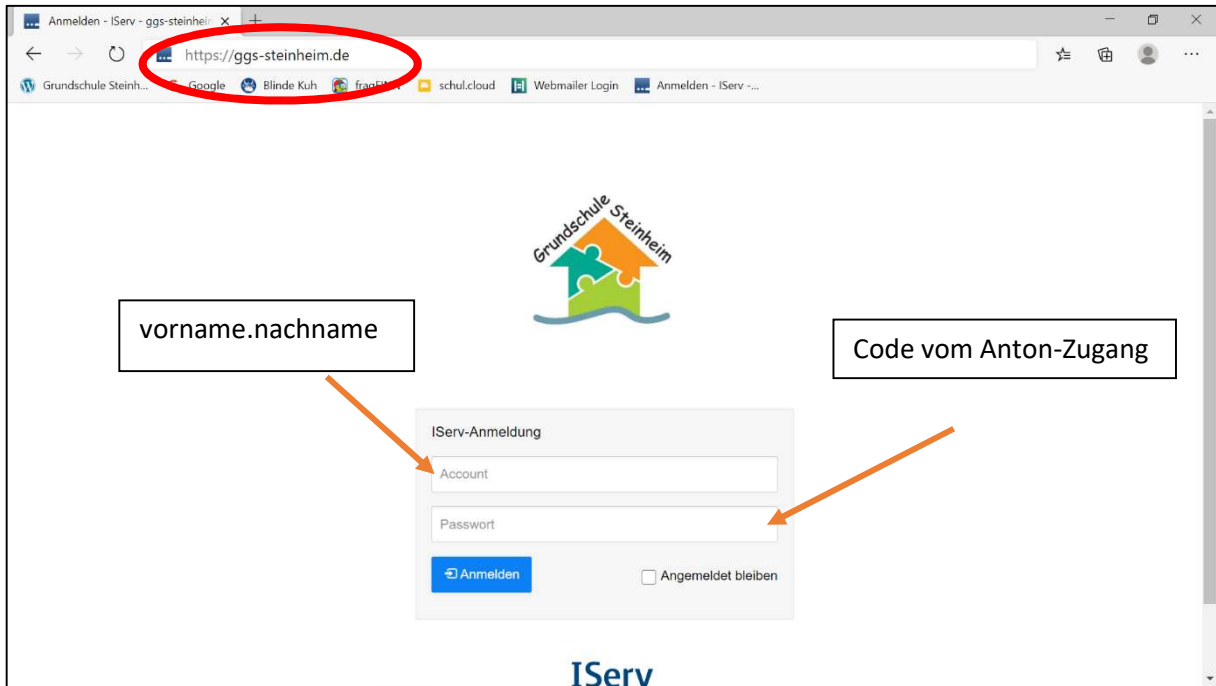 Anmelden - IServ - ggs-steinhei
https://ggs-steinheim.de
Grundschule Steinh...
Google
Blinde Kuh
schul.cloud
Webmailer Login
Anmelden - IServ -...
Grundschule Steinheim
vorname.nachname
Code vom Anton-Zugang
IServ-Anmeldung
Account
Passwort
Anmelden
Angemeldet bleiben
IServ